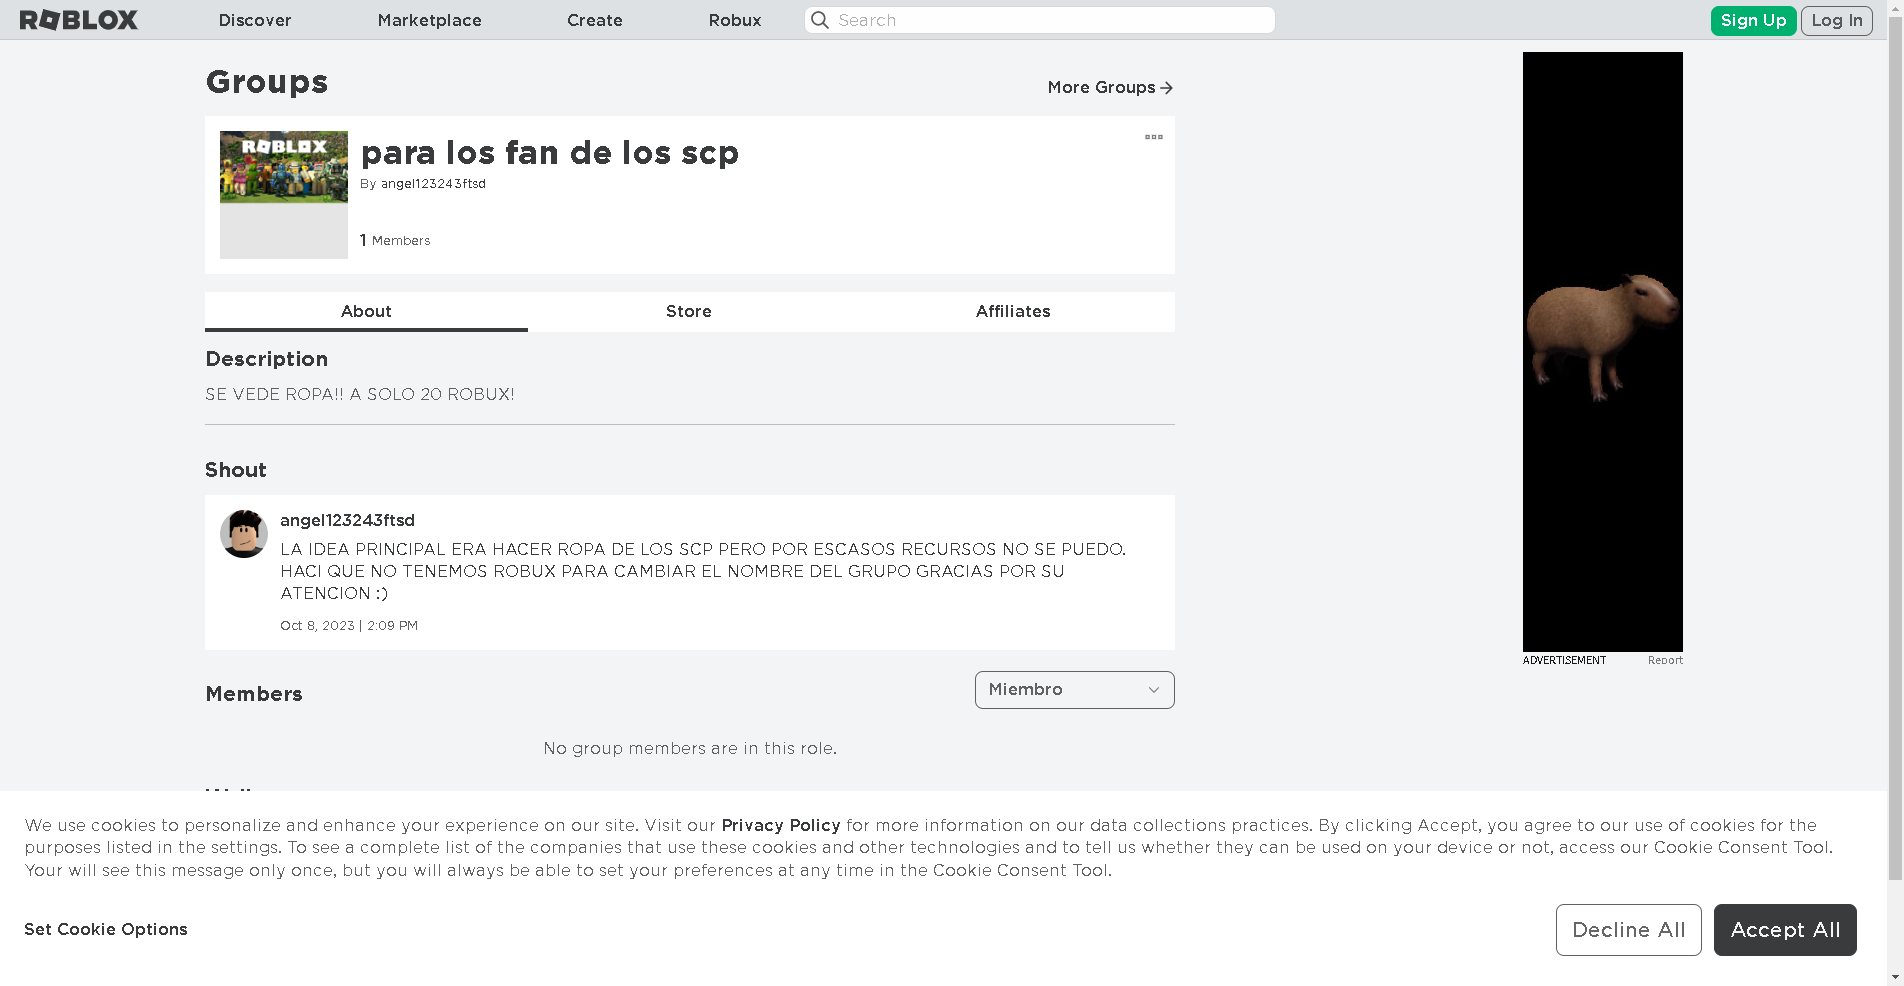 ROBLOX
Discover
Marketplace
Create
Robux
Search
Sign Up
Log In
Groups
More Groups
ROBLOX
para los fan de los scp
By angel123243ftsd
1 Members
About
Store
Affiliates
Description
SE VEDE ROPA!! A SOLO 20 ROBUX!
Shout
angel123243ftsd
LA IDEA PRINCIPAL ERA HACER ROPA DE LOS SCP PERO POR ESCASOS RECURSOS NO SE PUEDO.
HACI QUE NO TENEMOS ROBUX PARA CAMBIAR EL NOMBRE DEL GRUPO GRACIAS POR SU
ATENCION :)
Oct 8, 2023 | 2:09 PM
ADVERTISEMENT
Report
Members
Miembro
No group members are in this role.
We use cookies to personalize and enhance your experience on our site. Visit our Privacy Policy for more information on our data collections practices. By clicking Accept, you agree to our use of cookies for the
purposes listed in the settings. To see a complete list of the companies that use these cookies and other technologies and to tell us whether they can be used on your device or not, access our Cookie Consent Tool.
Your will see this message only once, but you will always be able to set your preferences at any time in the Cookie Consent Tool.
Set Cookie Options
Decline All
Accept All